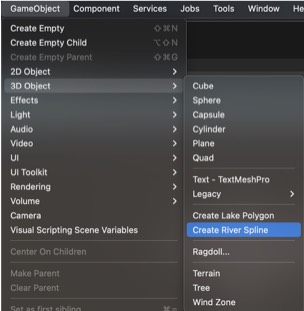 GameObject Component Services Jobs Tools Window He
Create Empty ⇧⌘N
Create Empty Child ⌥⇧N
Create Empty Parent ⇧⌘G
2D Object >
3D Object >
Effects >
Light >
Audio >
Video >
UI >
UI Toolkit >
Rendering >
Volume >
Camera
Visual Scripting Scene Variables
Center On Children
Make Parent
Clear Parent
Set as first sibling ⌘=
Cube
Sphere
Capsule
Cylinder
Plane
Quad
Text - TextMeshPro
Legacy >
Create Lake Polygon
Create River Spline
Ragdoll...
Terrain
Tree
Wind Zone